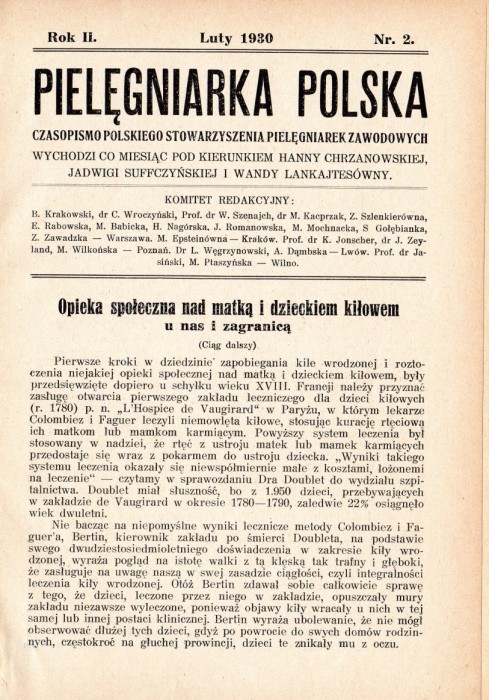 Rok II. Luty 1930 Nr. 2.
PIELĘGNIARKA POLSKA
CZASOPISMO POLSKIEGO STOWARZYSZENIA PIELĘGNIAREK ZAWODOWYCH
WYCHODZI CO MIESIĄC POD KIERUNKIEM HANNY CHRZANOWSKIEJ,
JADWIGI SUFFCZYŃSKIEJ I WANDY LANKAJTESÓWNY.
KOMITET REDAKCYJNY:
B. Krakowski, dr C. Wroczyński, Prof. dr W. Szenajch, dr M. Kacprzak, Z. Szlenkierówna,
E. Rabowska, M. Babicka, H. Nagórska, J. Romanowska, M. Mochnacka, S Gołębianka,
Z. Zawadzka — Warszawa. M. Epsteinówna — Kraków. Prof. dr K. Jonscher, dr J. Zey-
land, M. Wilkońska — Poznań. Dr L. Węgrzynowski, A. Dąmbska — Lwów. Prof. dr Ja-
siński, M. Ptaszyńska — Wilno.
Opieka społeczna nad matką i dzieckiem kiłowem
u nas i zagranicą
(Ciąg dalszy)
Pierwsze kroki w dziedzinie zapobiegania kile wrodzonej i rozto-
czenia niejakiej opieki społecznej nad matką i dzieckiem kiłowem, były
przedsięwzięte dopiero u schyłku wieku XVIII. Francji należy przyznać
zasługę otwarcia pierwszego zakładu leczniczego dla dzieci kiłowych
(r. 1780) p. n. „L'Hospice de Vaugirard“ w Paryżu, w którym lekarze
Colombiez i Faguer leczyli niemowlęta kiłowe, stosując kurację rtęciową
ich matkom lub mamkom karmiącym. Powyższy system leczenia był
stosowany w nadziei, że rtęć z ustroju matek lub mamek karmiących
przedostaje się wraz z pokarmem do ustroju dziecka. „Wyniki takiego
systemu leczenia okazały się niewspółmiernie małe z kosztami, łożonemi
na leczenie“ — czytamy w sprawozdaniu Dra Doublet do wydziału szpi-
talnictwa. Doublet miał słuszność, bo z 1.950 dzieci, przebywających
w zakładzie de Vaugirard w okresie 1780—1790, zaledwie 22% osiągnęło
wiek dwuletni.
Nie bacząc na niepomyślne wyniki lecznicze metody Colombiez i Fa-
guer'a, Bertin, kierownik zakładu po śmierci Doubleta, na podstawie
swego dwudziestosiedmioletniego doświadczenia w zakresie kiły wro-
dzonej, wyraża pogląd na istotę walki z tą klęską tak trafny i głęboki,
że zasługuje na uwagę naszą w swej zasadzie ciągłości, czyli integralności
leczenia kiły wrodzonej. Otóż Bertin zdawał sobie całkowicie sprawę
z tego, że dzieci, leczone przez niego w zakładzie, opuszczały mury
zakładu niezawsze wyleczone, ponieważ objawy kiły wracały u nich w tej
samej lub innej postaci klinicznej. Bertin wyraża ubolewanie, że nie mógł
obserwować dłużej tych dzieci, gdyż po powrocie do swych domów rodzin-
nych, częstokroć na głuchej prowincji, dzieci te znikały mu z oczu.